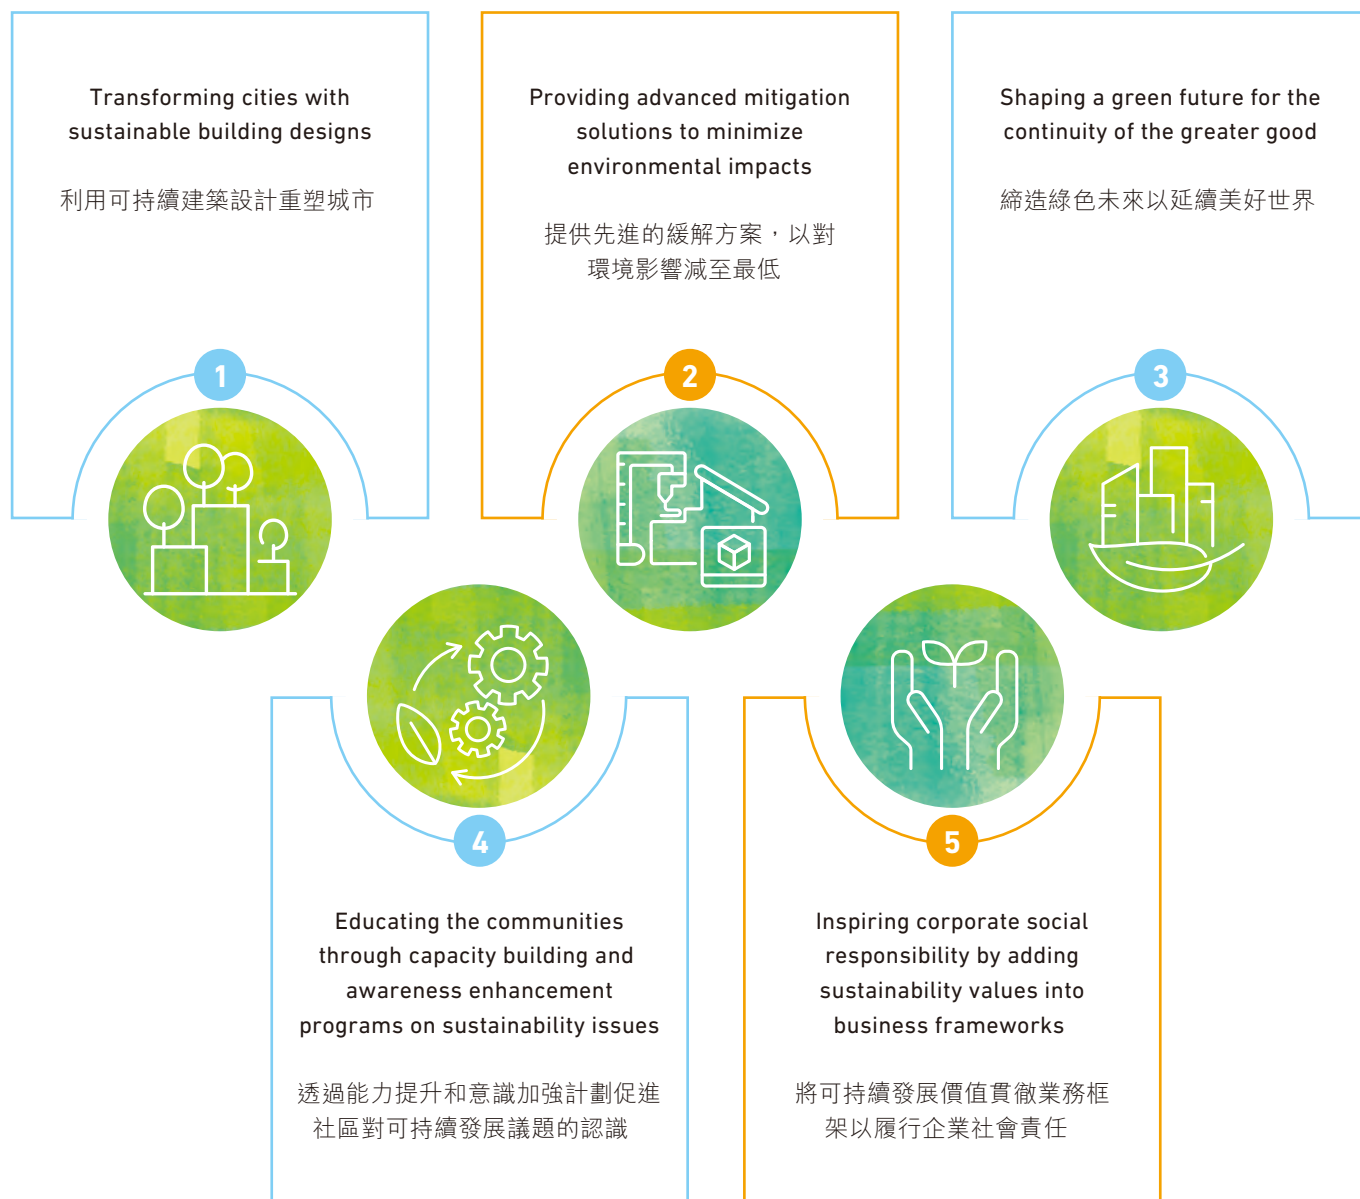 Transforming cities with
sustainable building designs
利用可持續建築設計重塑城市
1
Providing advanced mitigation
solutions to minimize
environmental impacts
提供先進的緩解方案，以對
環境影響減至最低
2
Shaping a green future for the
continuity of the greater good
締造綠色未來以延續美好世界
3
4
Educating the communities
through capacity building and
awareness enhancement
programs on sustainability issues
透過能力提升和意識加強計劃促進
社區對可持續發展議題的認識
5
Inspiring corporate social
responsibility by adding
sustainability values into
business frameworks
將可持續發展價值貫徹業務框
架以履行企業社會責任